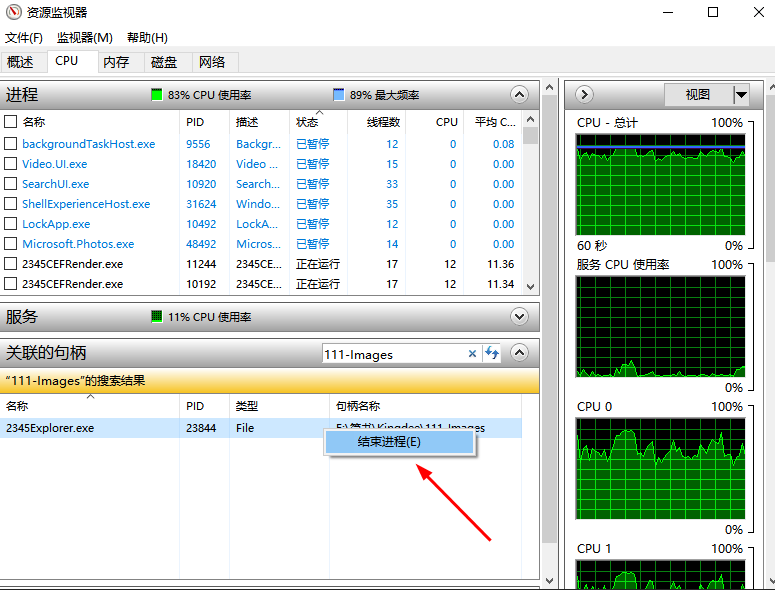 资源监视器
文件(F) 监视器(M) 帮助(H)
概述 CPU 内存 磁盘 网络
进程 83% CPU 使用率 89% 最大频率
名称 PID 描述 状态 线程数 CPU 平均 C...
backgroundTaskHost.exe 9556 Backgr... 已暂停 12 0 0.08
Video.UI.exe 18420 Video ... 已暂停 15 0 0.00
SearchUI.exe 10920 Search... 已暂停 33 0 0.00
ShellExperienceHost.exe 31624 Windo... 已暂停 35 0 0.00
LockApp.exe 10492 LockA... 已暂停 12 0 0.00
Microsoft.Photos.exe 48492 Micros... 已暂停 14 0 0.00
2345CEFRender.exe 11244 2345CE... 正在运行 17 12 11.36
2345CEFRender.exe 10192 2345CE... 正在运行 17 12 11.34
服务 11% CPU 使用率
关联的句柄 111-Images
“111-Images”的搜索结果
名称 PID 类型 句柄名称
2345Explorer.exe 23844 File 111-Images
结束进程(E)
视图
CPU - 总计 100%
60 秒 0%
服务 CPU 使用率 100%
0%
CPU 0 100%
0%
CPU 1 100%